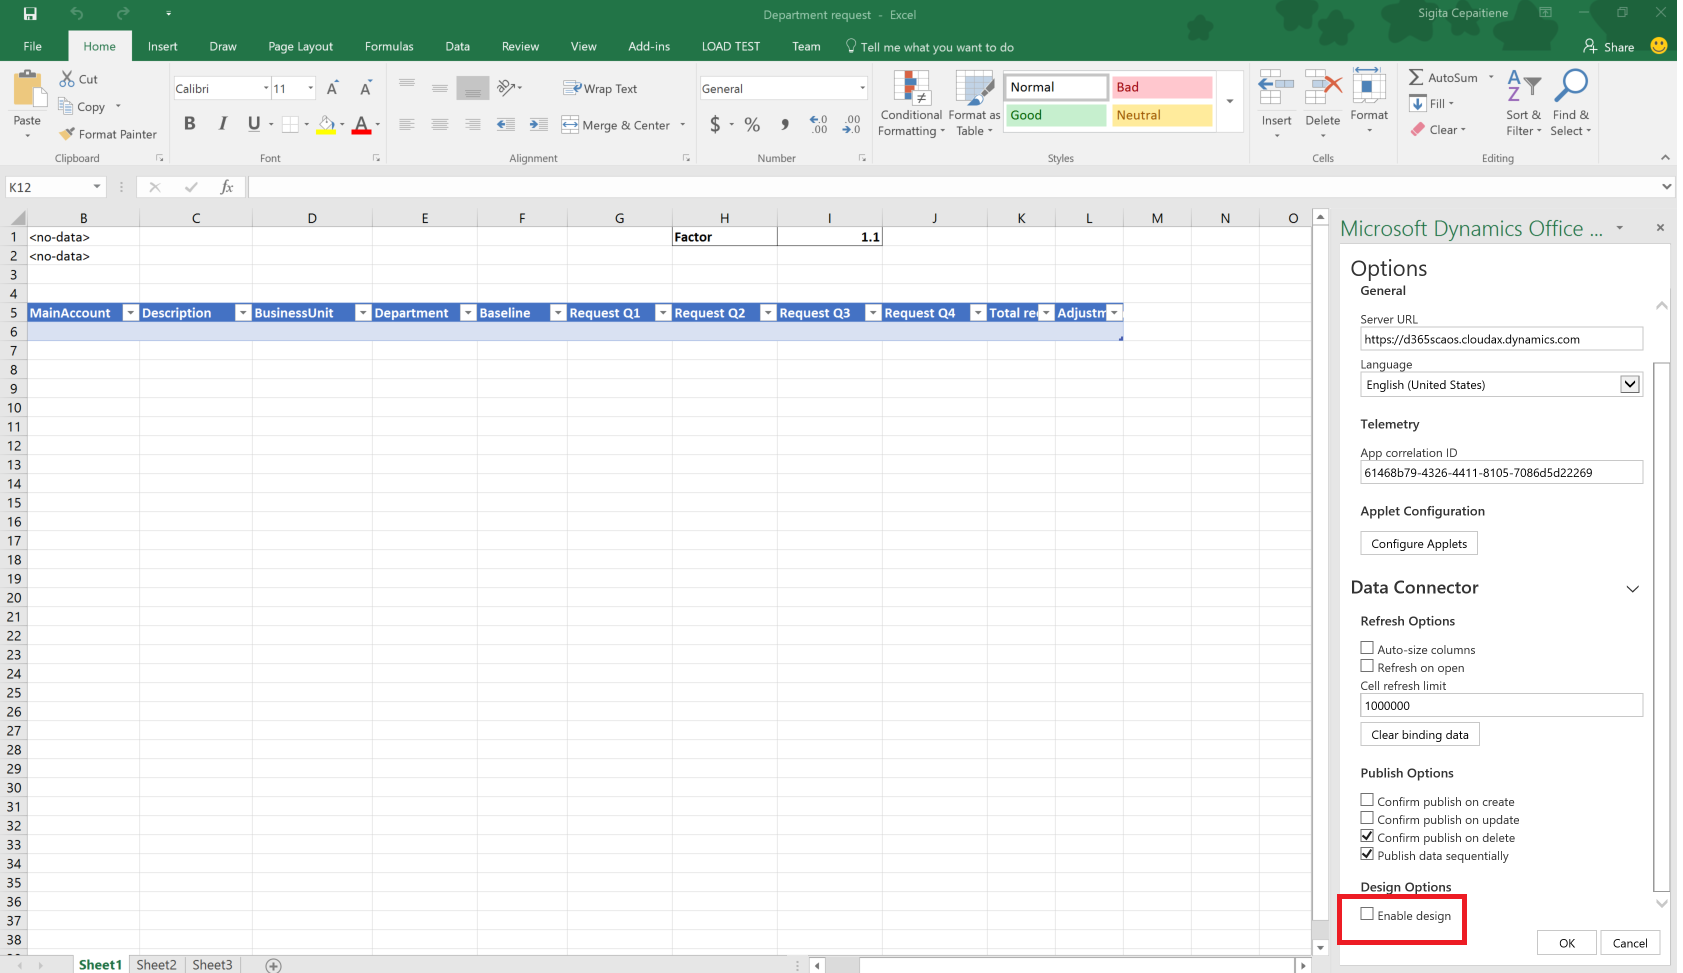 Department request - Excel
Sigita Cepaitiene
File Home Insert Draw Page Layout Formulas Data Review View Add-ins LOAD TEST Team Tell me what you want to do Share
Paste
Cut
Copy
Format Painter
Clipboard
Calibri 11
B I U
Font
Wrap Text
Merge & Center
Alignment
General
$ % , .0 .00 .00 .0
Number
Conditional Formatting
Format as Table
Normal Bad
Good Neutral
Styles
Insert Delete Format
Cells
AutoSum
Fill
Clear
Sort & Filter
Find & Select
Editing
K12 fx
B C D E F G H I J K L M N O
1 <no-data> Factor 1.1
2 <no-data>
3
4
5 MainAccount Description BusinessUnit Department Baseline Request Q1 Request Q2 Request Q3 Request Q4 Total re Adjustm
6
7
8
9
10
11
12
13
14
15
16
17
18
19
20
21
22
23
24
25
26
27
28
29
30
31
32
33
34
35
36
37
38
Sheet1 Sheet2 Sheet3
Microsoft Dynamics Office ...
Options
General
Server URL
https://d365scaos.cloudax.dynamics.com
Language
English (United States)
Telemetry
App correlation ID
61468b79-4326-4411-8105-7086d5d22269
Applet Configuration
Configure Applets
Data Connector
Refresh Options
Auto-size columns
Refresh on open
Cell refresh limit
1000000
Clear binding data
Publish Options
Confirm publish on create
Confirm publish on update
Confirm publish on delete
Publish data sequentially
Design Options
Enable design
OK Cancel